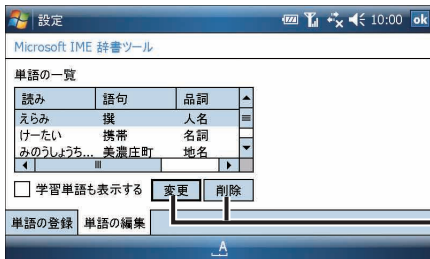 設定 10:00 ok
Microsoft IME 辞書ツール
単語の一覧
読み 語句 品詞
えらみ 撰 人名
けーたい 携帯 名詞
みのうしょうち... 美濃庄町 地名
学習単語も表示する 変更 削除
単語の登録 単語の編集
A